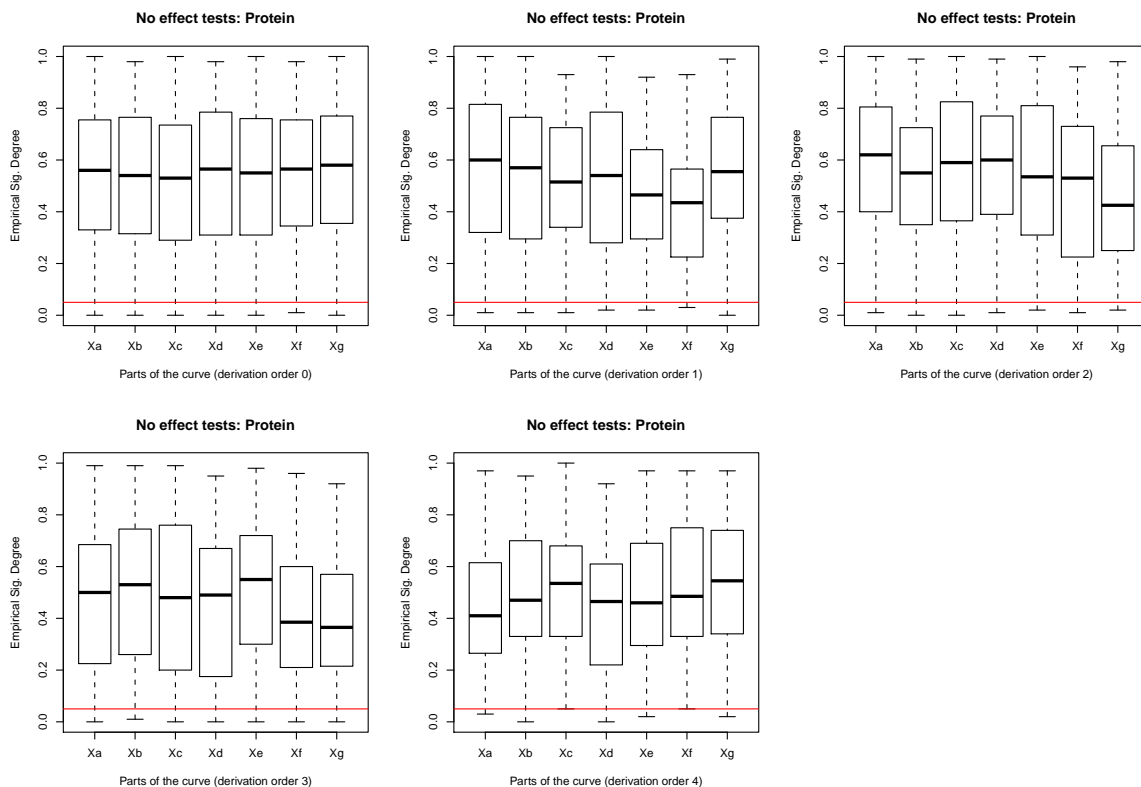 No effect tests: Protein
Empirical Sig. Degree
1.0
0.8
0.6
0.4
0.2
0.0
Xa Xb Xc Xd Xe Xf Xg
Parts of the curve (derivation order 0)
No effect tests: Protein
Empirical Sig. Degree
1.0
0.8
0.6
0.4
0.2
0.0
Xa Xb Xc Xd Xe Xf Xg
Parts of the curve (derivation order 1)
No effect tests: Protein
Empirical Sig. Degree
1.0
0.8
0.6
0.4
0.2
0.0
Xa Xb Xc Xd Xe Xf Xg
Parts of the curve (derivation order 2)
No effect tests: Protein
Empirical Sig. Degree
1.0
0.8
0.6
0.4
0.2
0.0
Xa Xb Xc Xd Xe Xf Xg
Parts of the curve (derivation order 3)
No effect tests: Protein
Empirical Sig. Degree
1.0
0.8
0.6
0.4
0.2
0.0
Xa Xb Xc Xd Xe Xf Xg
Parts of the curve (derivation order 4)